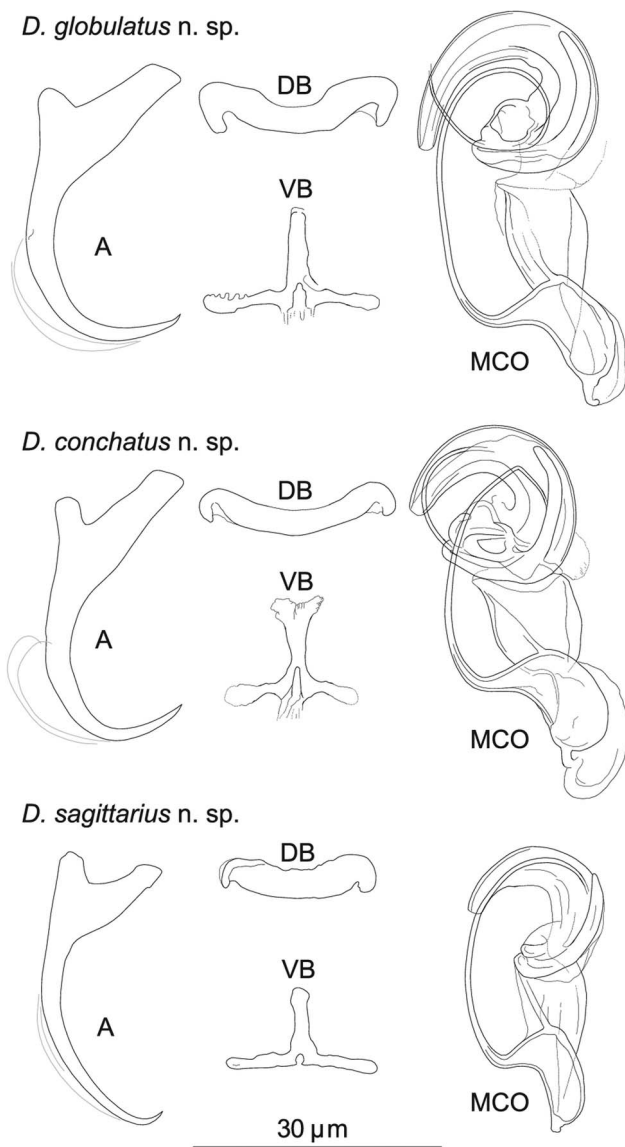 D. globulatus n. sp.
DB
VB
A
MCO
D. conchatus n. sp.
DB
VB
A
MCO
D. sagittarius n. sp.
DB
VB
A
MCO
30 µm